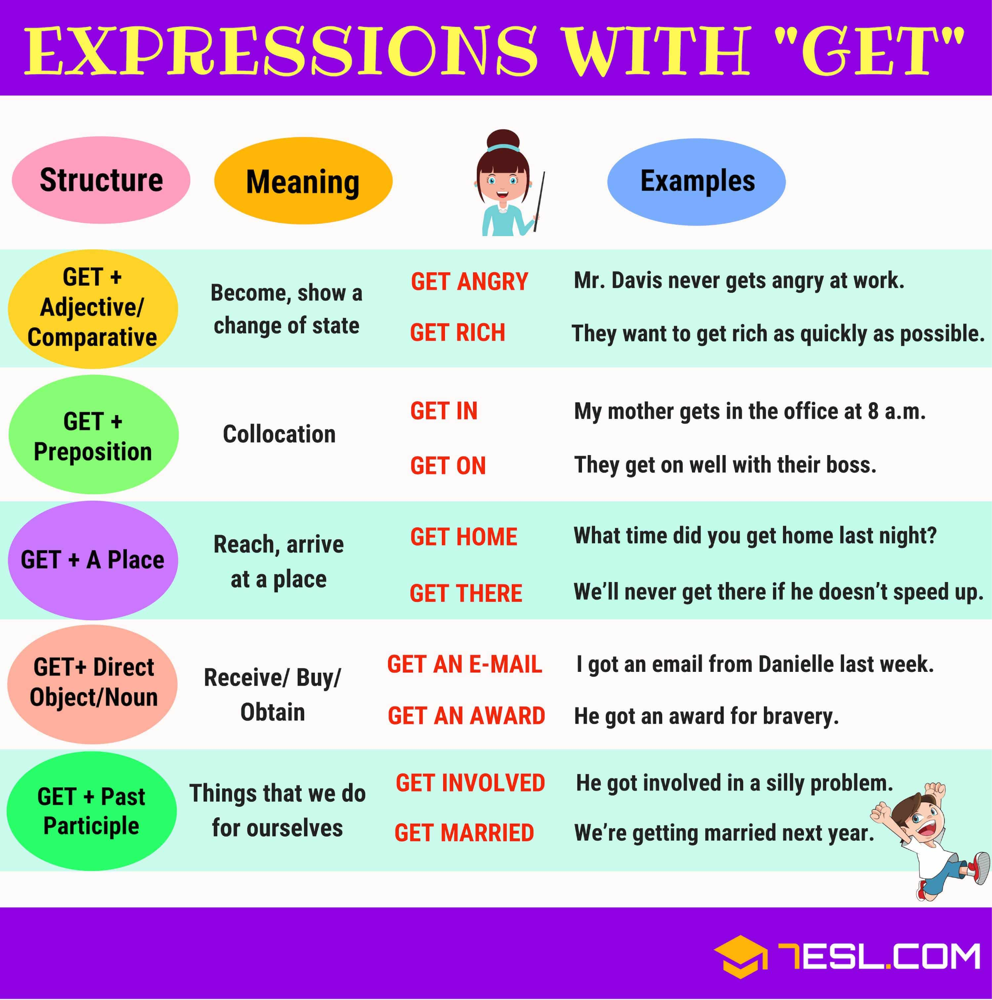 EXPRESSIONS WITH "GET"
Structure
Meaning
Examples
GET +
Adjective/
Comparative
Become, show a
change of state
GET ANGRY
Mr. Davis never gets angry at work.
GET RICH
They want to get rich as quickly as possible.
GET +
Preposition
Collocation
GET IN
My mother gets in the office at 8 a.m.
GET ON
They get on well with their boss.
GET + A Place
Reach, arrive
at a place
GET HOME
What time did you get home last night?
GET THERE
We’ll never get there if he doesn’t speed up.
GET+ Direct
Object/Noun
Receive/ Buy/
Obtain
GET AN E-MAIL
I got an email from Danielle last week.
GET AN AWARD
He got an award for bravery.
GET + Past
Participle
Things that we do
for ourselves
GET INVOLVED
He got involved in a silly problem.
GET MARRIED
We’re getting married next year.
7ESL.COM